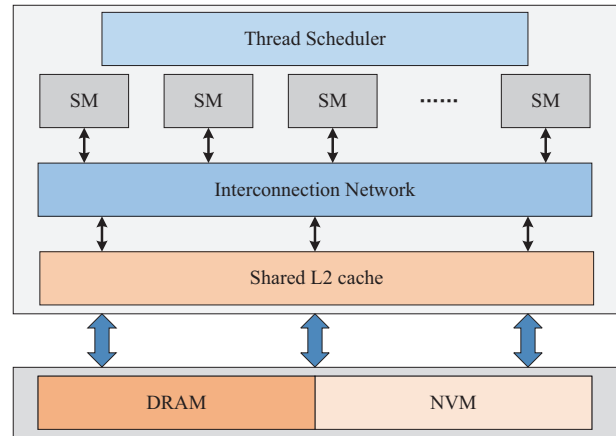 Thread Scheduler
SM SM SM ...... SM
Interconnection Network
Shared L2 cache
DRAM NVM